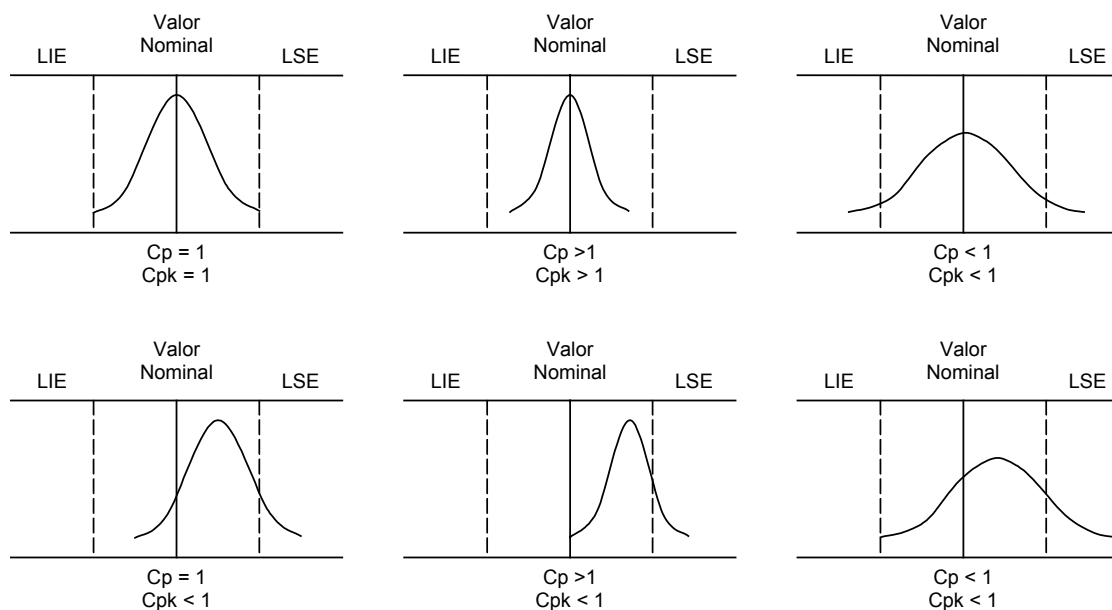 Valor
Nominal
LIE
LSE
Cp = 1
Cpk = 1
Valor
Nominal
LIE
LSE
Cp >1
Cpk > 1
Valor
Nominal
LIE
LSE
Cp < 1
Cpk < 1
Valor
Nominal
LIE
LSE
Cp = 1
Cpk < 1
Valor
Nominal
LIE
LSE
Cp >1
Cpk < 1
Valor
Nominal
LIE
LSE
Cp < 1
Cpk < 1